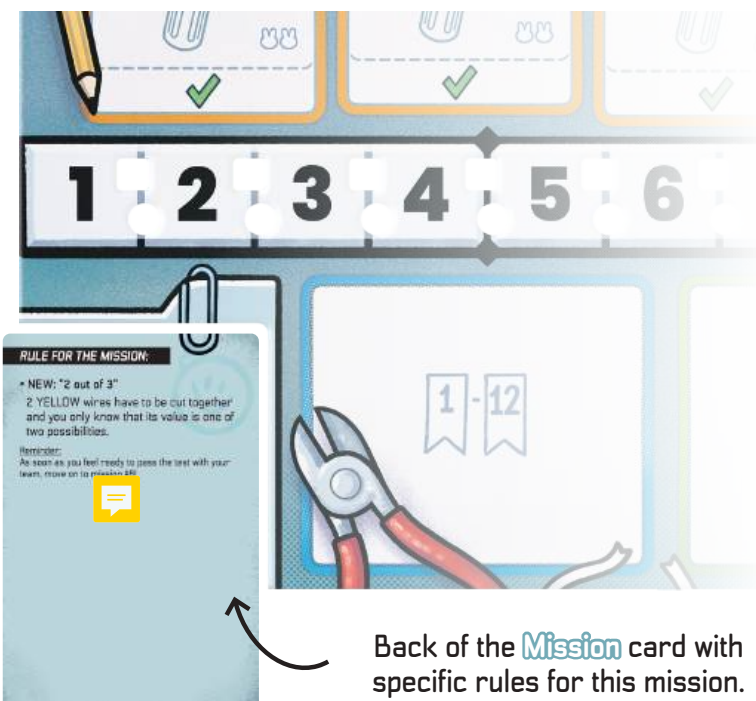 1 2 3 4 5 6
RULE FOR THE MISSION:
• NEW: "2 out of 3"
2 YELLOW wires have to be cut together
and you only know that its value is one of
two possibilities.
Reminder:
As soon as you feel ready to pass the test with your
team, move on to mission
1 - 12
Back of the Mission card with
specific rules for this mission.